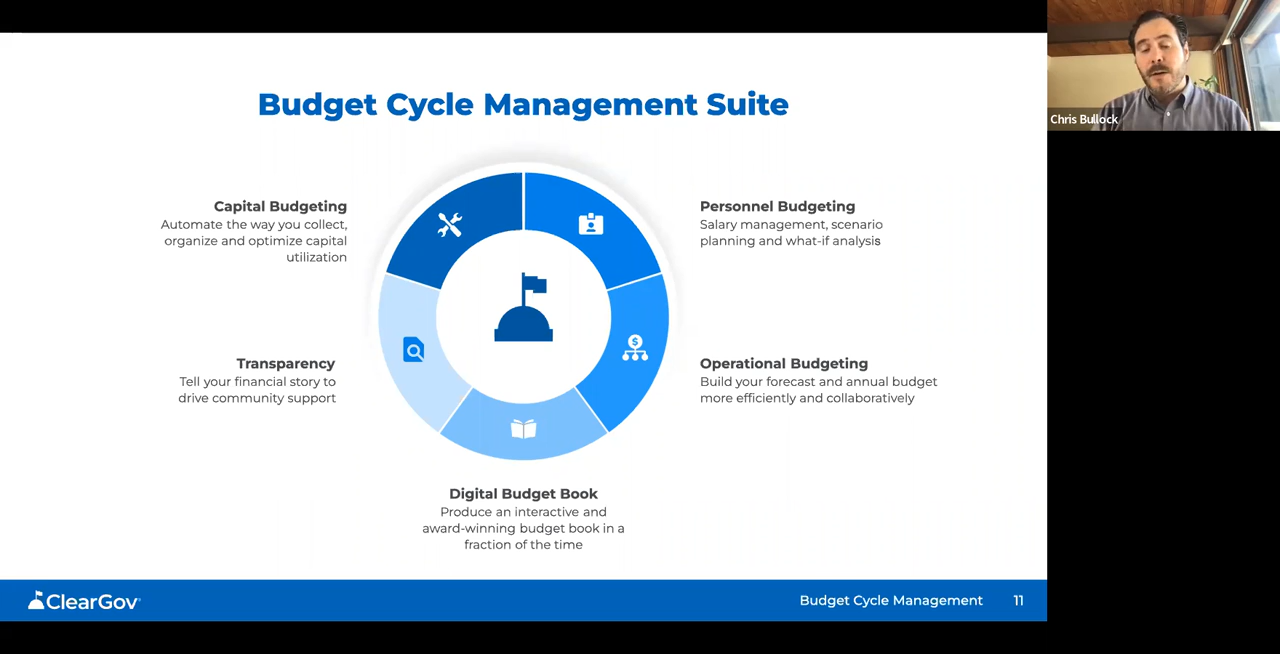 Budget Cycle Management Suite
Chris Bullock
Capital Budgeting
Automate the way you collect,
organize and optimize capital
utilization
Personnel Budgeting
Salary management, scenario
planning and what-if analysis
$
Transparency
Tell your financial story to
drive community support
Operational Budgeting
Build your forecast and annual budget
more efficiently and collaboratively
Digital Budget Book
Produce an interactive and
award-winning budget book in a
fraction of the time
ClearGov
Budget Cycle Management 11